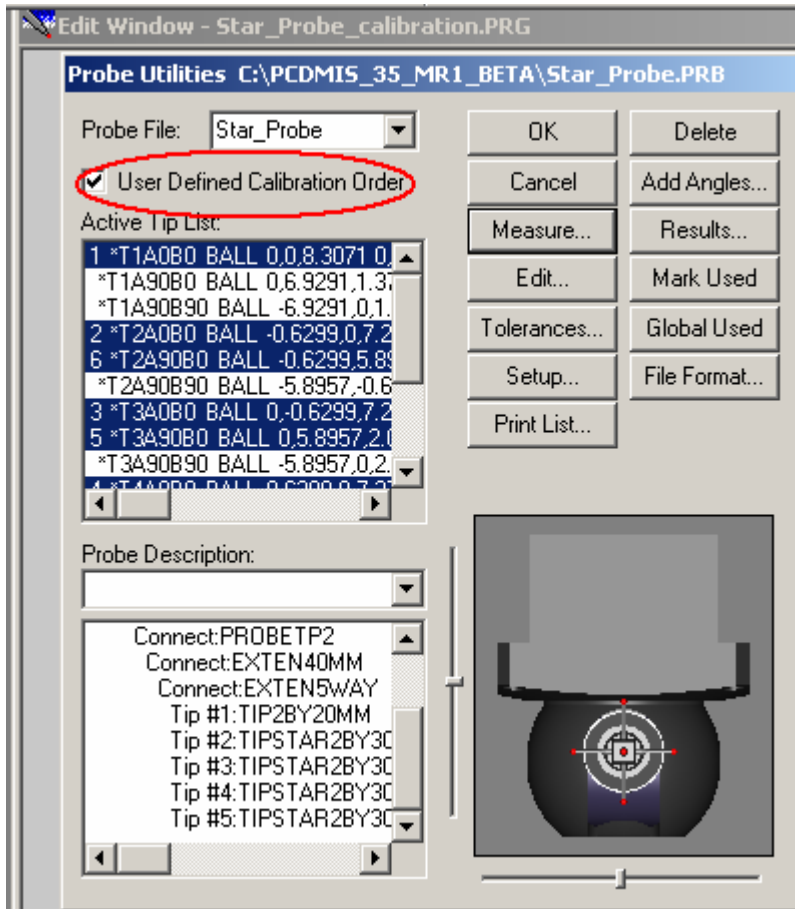 Edit Window - Star_Probe_calibration.PRG
Probe Utilities C:\PCDMIS_35_MR1_BETA\Star_Probe.PRB
Probe File: Star_Probe
OK Delete
User Defined Calibration Order
Cancel Add Angles...
Active Tip List:
Measure... Results...
1 *T1A0B0 BALL 0,0,8.3071 0,
*T1A90B0 BALL 0,6.9291,1.37
*T1A90B90 BALL -6.9291,0,1.
2 *T2A0B0 BALL -0.6299,0,7.2
6 *T2A90B0 BALL -0.6299,5.89
*T2A90B90 BALL -5.8957,-0.6
3 *T3A0B0 BALL 0,-0.6299,7.2
5 *T3A90B0 BALL 0,5.8957,2.0
*T3A90B90 BALL -5.8957,0,2.
Edit... Mark Used
Tolerances... Global Used
Setup... File Format...
Print List...
Probe Description:
Connect:PROBETP2
Connect:EXTEN40MM
Connect:EXTEN5WAY
Tip #1:TIP2BY20MM
Tip #2:TIPSTAR2BY30
Tip #3:TIPSTAR2BY30
Tip #4:TIPSTAR2BY30
Tip #5:TIPSTAR2BY30